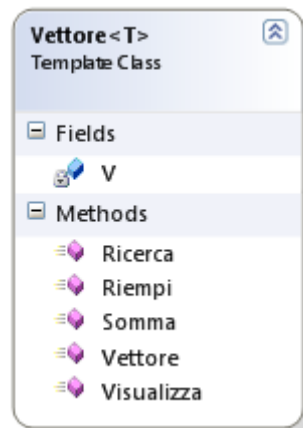 Vettore<T>
Template Class
Fields
V
Methods
Ricerca
Riempi
Somma
Vettore
Visualizza